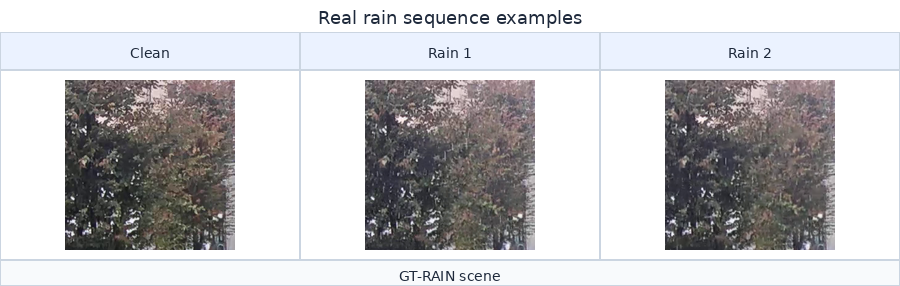 Real rain sequence examples
Clean
Rain 1
Rain 2
GT-RAIN scene